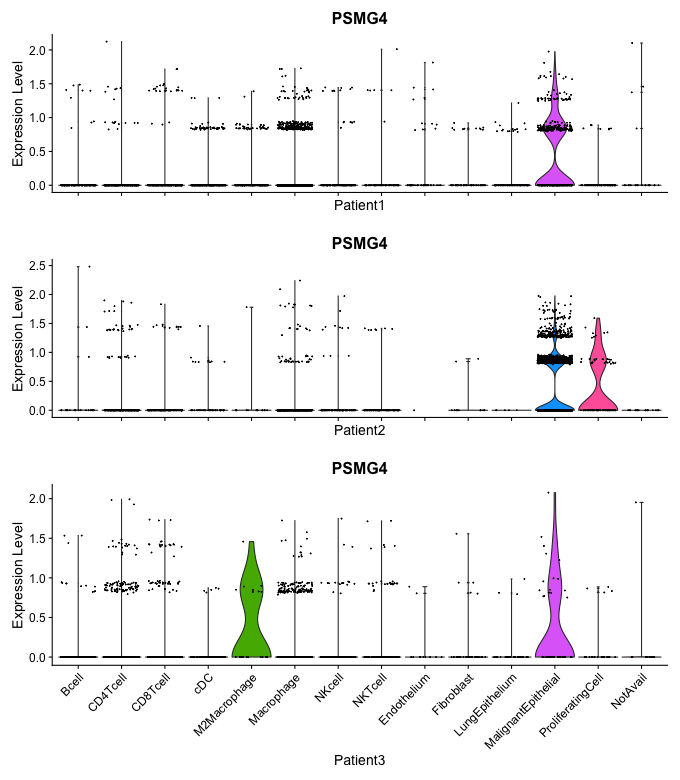 PSMG4
Expression Level
2.0
1.5
1.0
0.5
0.0
Patient1
PSMG4
Expression Level
2.5
2.0
1.5
1.0
0.5
0.0
Patient2
PSMG4
Expression Level
2.0
1.5
1.0
0.5
0.0
Bcell
CD4Tcell
CD8Tcell
cDC
M2Macrophage
Macrophage
NKcell
NKTcell
Endothelium
Fibroblast
LungEpithelium
MalignantEpithelial
ProliferatingCell
NotAvail
Patient3